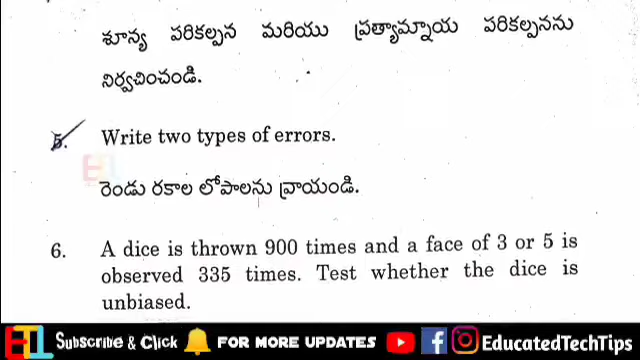 శూన్య పరికల్పన మరియు ప్రత్యామ్నాయ పరికల్పనను
నిర్వచించండి.
5. Write two types of errors.
రెండు రకాల లోపాలను వ్రాయండి.
6. A dice is thrown 900 times and a face of 3 or 5 is
observed 335 times. Test whether the dice is
unbiased.
ETL Subscribe & Click FOR MORE UPDATES EducatedTechTips